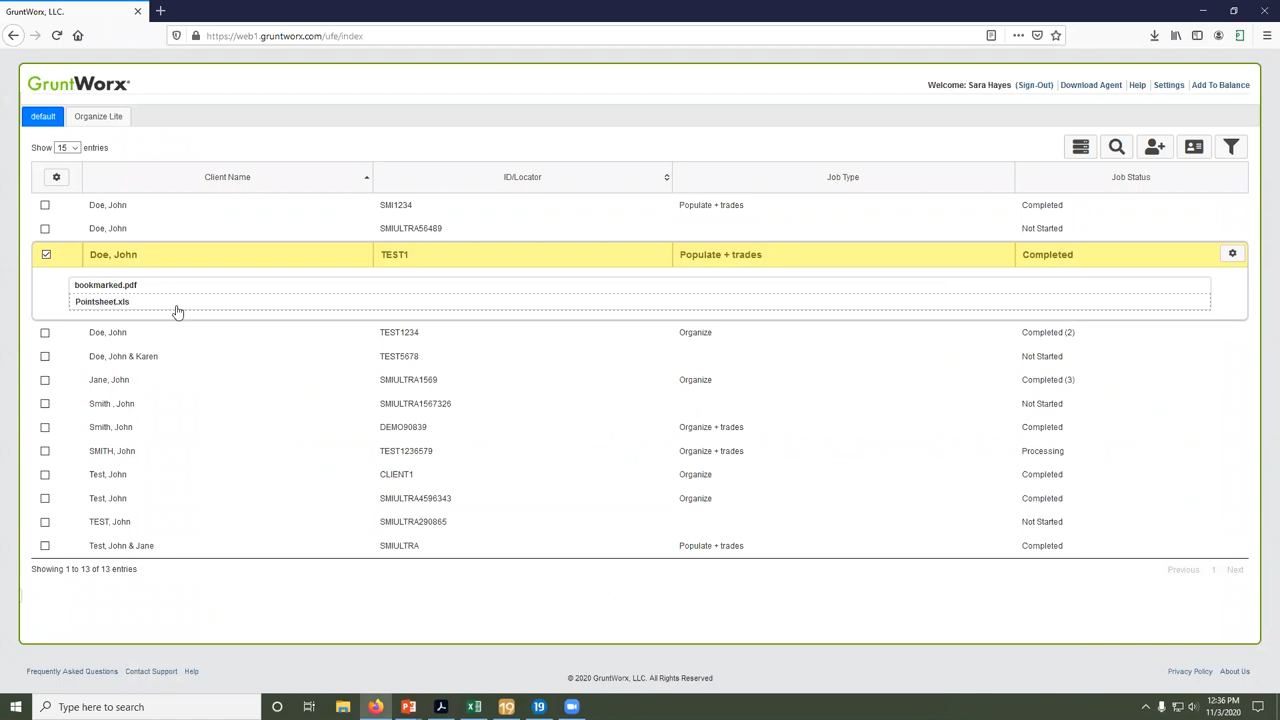 GruntWorx, LLC.
https://web1.gruntworx.com/ufe/index
GruntWorx
Welcome: Sara Hayes (Sign-Out) Download Agent Help Settings Add To Balance
default Organize Lite
Show 15 entries
Client Name ID/Locator Job Type Job Status
Doe, John SMI1234 Populate + trades Completed
Doe, John SMIULTRA56489 Not Started
Doe, John TEST1 Populate + trades Completed
bookmarked.pdf
Pointsheet.xls
Doe, John TEST1234 Organize Completed (2)
Doe, John & Karen TEST5678 Not Started
Jane, John SMIULTRA1569 Organize Completed (3)
Smith , John SMIULTRA1567326 Not Started
Smith, John DEMO90839 Organize + trades Completed
SMITH, John TEST1236579 Organize + trades Processing
Test, John CLIENT1 Organize Completed
Test, John SMIULTRA4596343 Organize Completed
TEST, John SMIULTRA290865 Not Started
Test, John & Jane SMIULTRA Populate + trades Completed
Showing 1 to 13 of 13 entries Previous 1 Next
Frequently Asked Questions Contact Support Help Privacy Policy About Us
© 2020 GruntWorx, LLC. All Rights Reserved
Type here to search 19 19 12:36 PM
11/3/2020